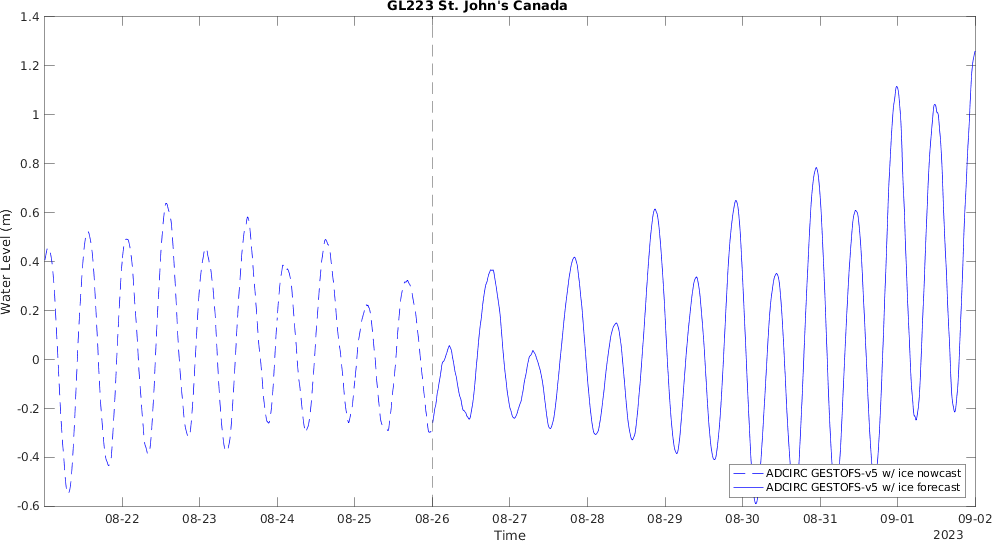 GL223 St. John's Canada
1.4
1.2
1
0.8
0.6
0.4
0.2
0
-0.2
-0.4
-0.6
Water Level (m)
ADCIRC GESTOFS-v5 w/ ice nowcast
ADCIRC GESTOFS-v5 w/ ice forecast
08-22 08-23 08-24 08-25 08-26 08-27 08-28 08-29 08-30 08-31 09-01 09-02
Time
2023